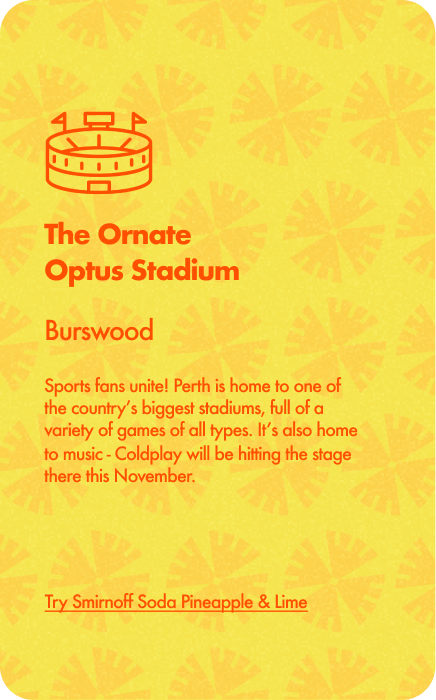 The Ornate
Optus Stadium
Burswood
Sports fans unite! Perth is home to one of
the country’s biggest stadiums, full of a
variety of games of all types. It’s also home
to music - Coldplay will be hitting the stage
there this November.
Try Smirnoff Soda Pineapple & Lime